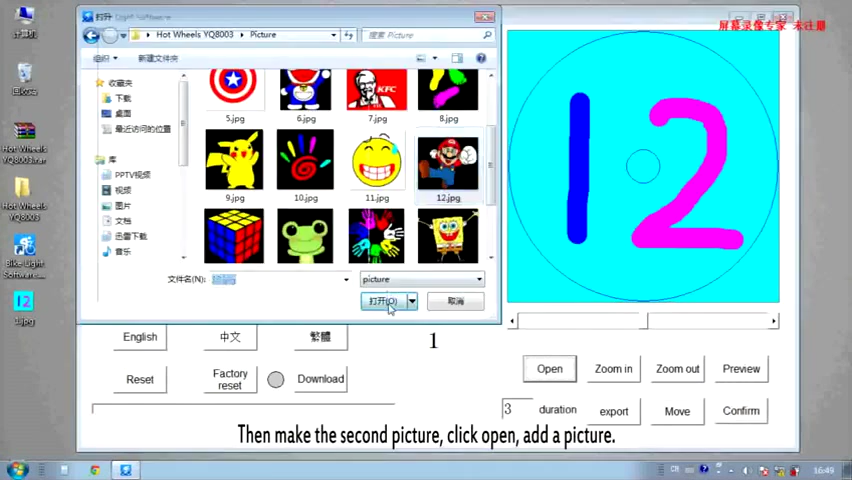 打开
屏幕录像专家 未注册
Hot Wheels YQ8003 ▸ Picture
搜索 Picture
组织
新建文件夹
收藏夹
下载
桌面
最近访问的位置
库
PPTV视频
视频
图片
文档
迅雷下载
音乐
5.jpg
6.jpg
KFC
7.jpg
8.jpg
9.jpg
10.jpg
11.jpg
12.jpg
文件名(N):
picture
打开(O)
取消
12
计算机
回收站
Hot Wheels
YQ8003.rar
Hot Wheels
YQ8003
Bike Light
Software...
12
1.jpg
English
中文
繁體
1
Reset
Factory
reset
Download
Open
Zoom in
Zoom out
Preview
3
duration
export
Move
Confirm
Then make the second picture, click open, add a picture.
CH
16:49